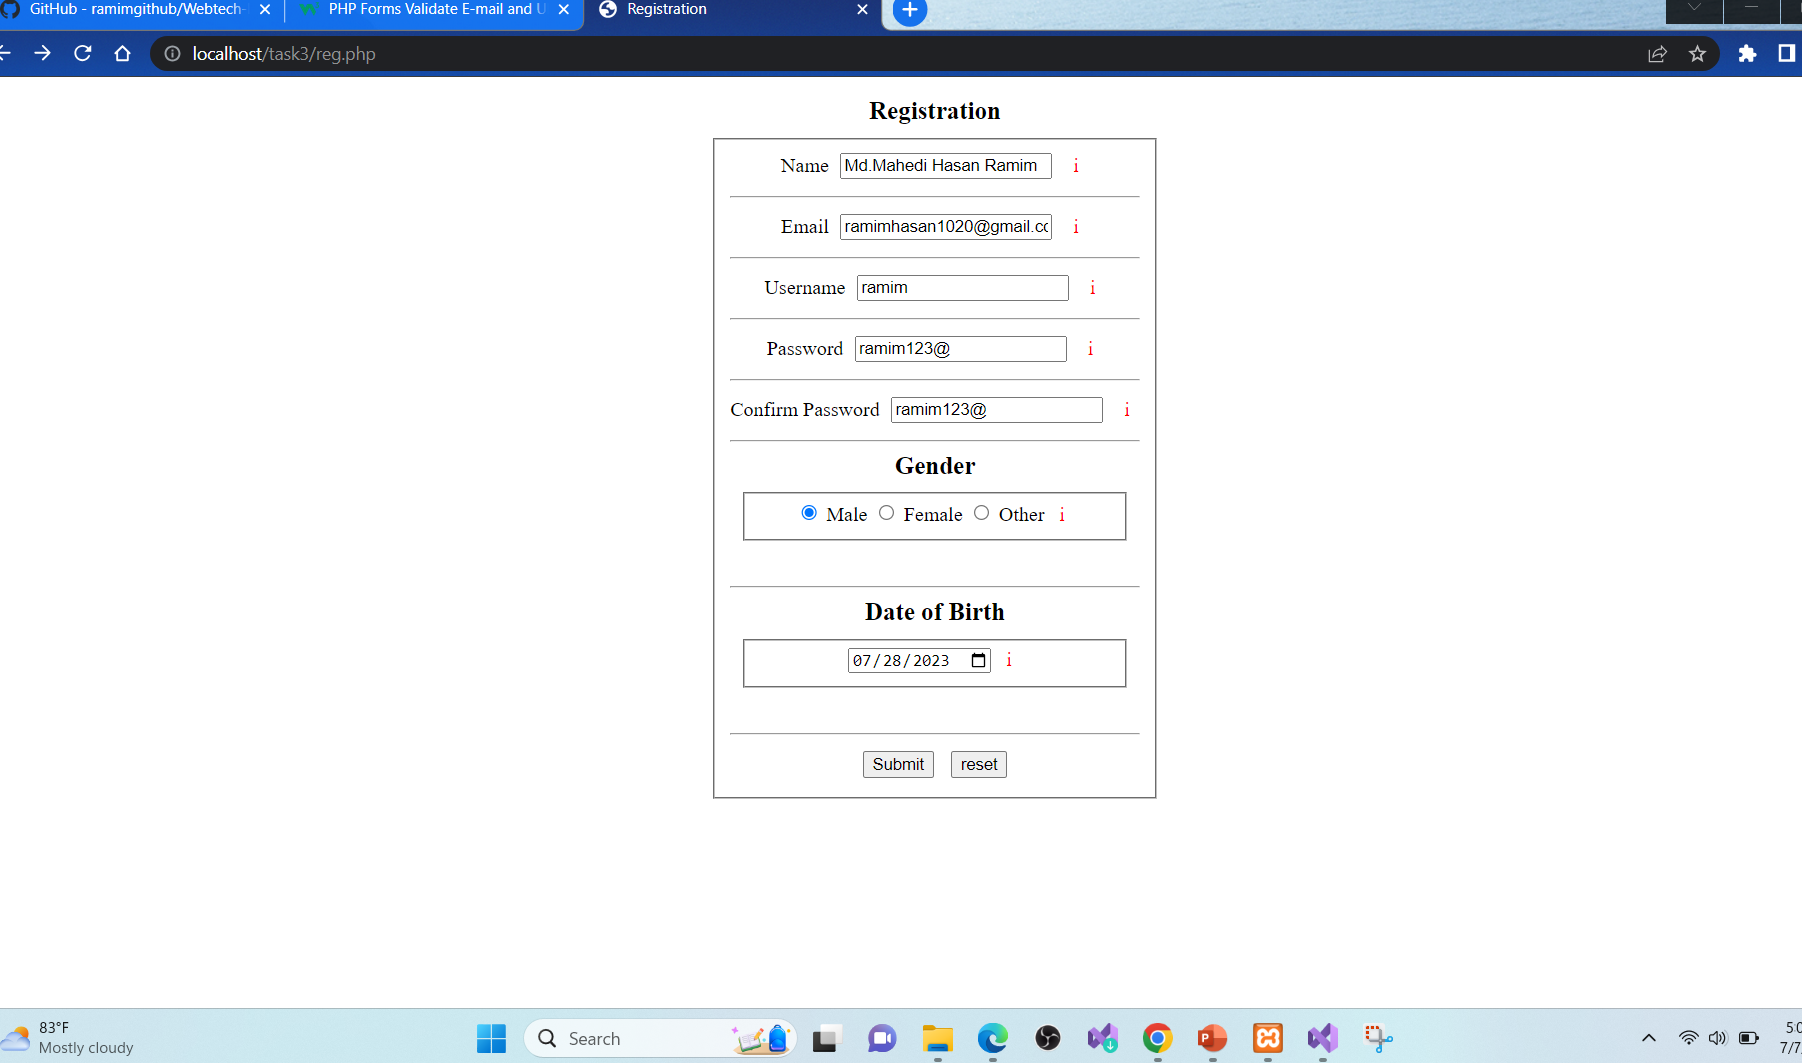 GitHub - ramimgithub/Webtech-
PHP Forms Validate E-mail and U
Registration
localhost/task3/reg.php
Registration
Name Md.Mahedi Hasan Ramim i
Email ramimhasan1020@gmail.co i
Username ramim i
Password ramim123@ i
Confirm Password ramim123@ i
Gender
Male Female Other i
Date of Birth
07/28/2023 i
Submit reset
83°F
Mostly cloudy
Search
5:0
7/7